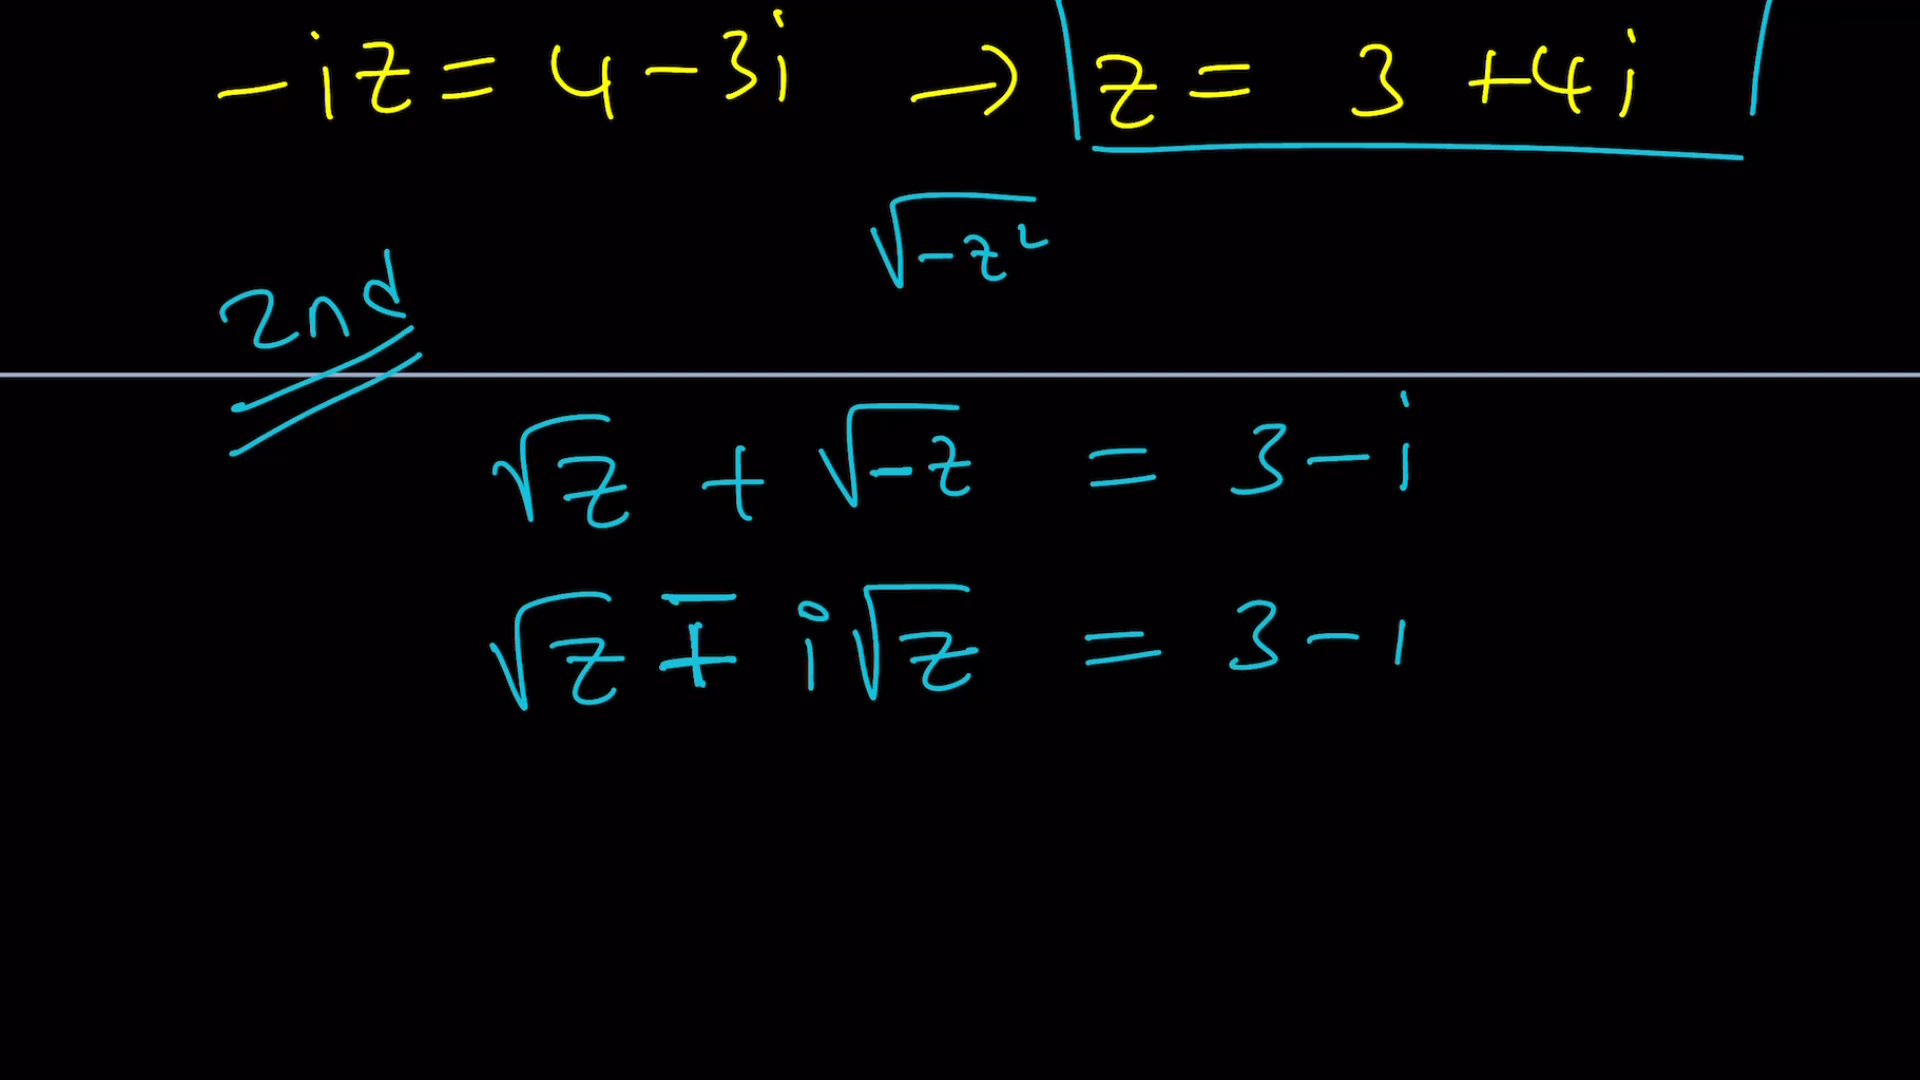 -iz = 4-3i → z = 3+4i
√-z²
2nd
√z + √-z = 3-i
√z ∓ i√z = 3-i